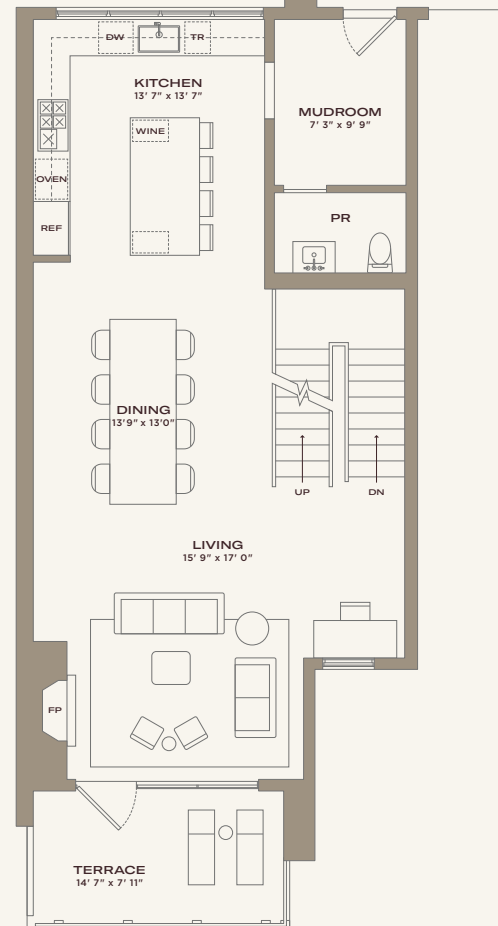 DW
TR
KITCHEN
13' 7" x 13' 7"
MUDROOM
7' 3" x 9' 9"
WINE
OVEN
REF
PR
DINING
13'9" x 13'0"
UP
DN
LIVING
15' 9" x 17' 0"
FP
TERRACE
14' 7" x 7' 11"